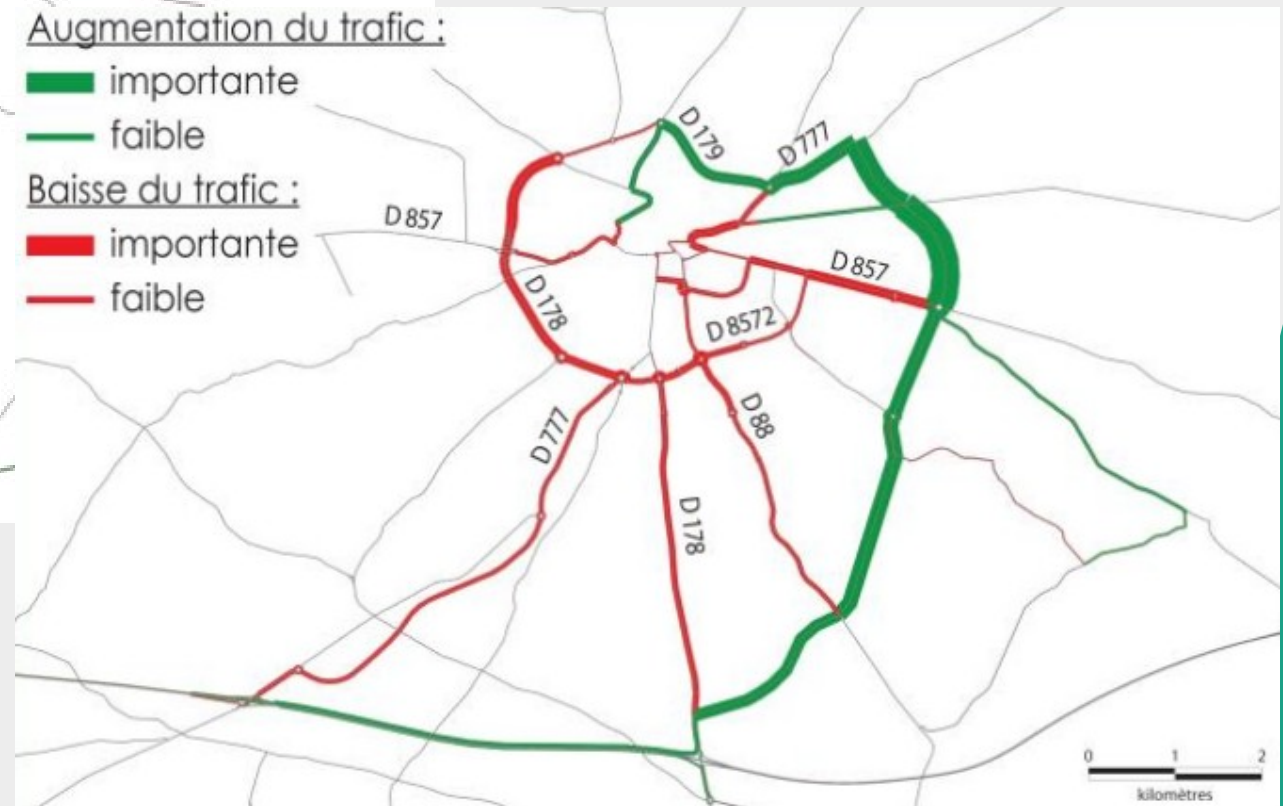 Augmentation du trafic :
importante
faible
Baisse du trafic :
importante
faible
D 179
D 777
D 857
D 857
D 178
D 8572
D 777
D 88
D 178
0 1 2
kilomètres